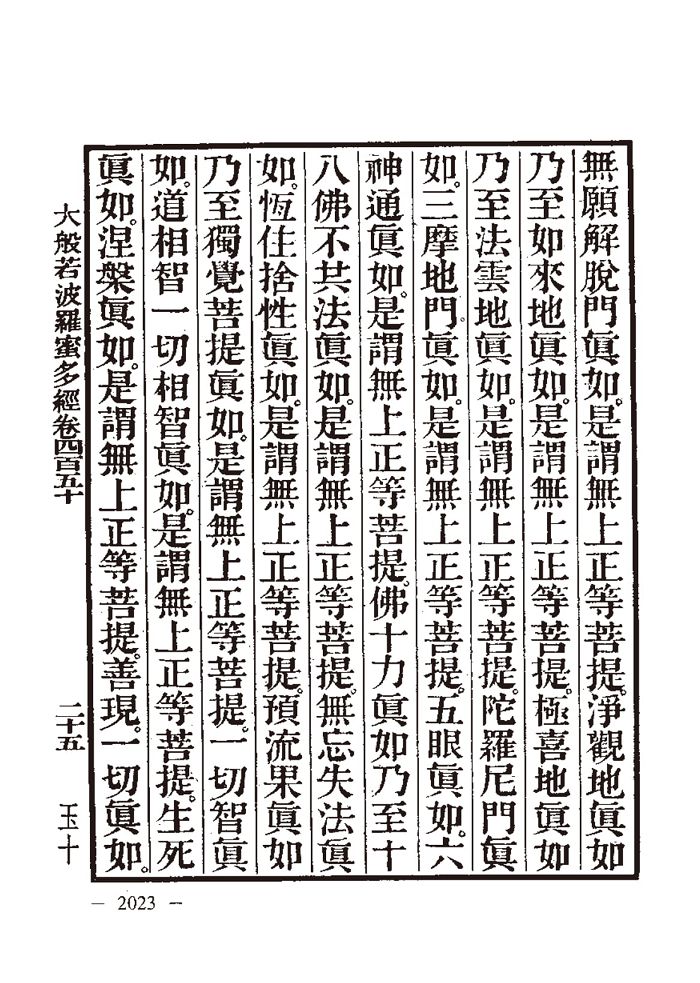 無願解脫門眞如。是謂無上正等菩提。淨觀地眞如
乃至如來地眞如。是謂無上正等菩提。極喜地眞如
乃至法雲地眞如。是謂無上正等菩提。陀羅尼門眞
如。三摩地門。眞如。是謂無上正等菩提。五眼眞如。六
神通眞如。是謂無上正等菩提。佛十力眞如乃至十
八佛不共法眞如。是謂無上正等菩提。無忘失法眞
如。恆住捨性眞如。是謂無上正等菩提。預流果眞如
乃至獨覺菩提眞如。是謂無上正等菩提。一切智眞
如。道相智一切相智眞如。是謂無上正等菩提。生死
眞如。涅槃眞如。是謂無上正等菩提。善現。一切眞如。
大般若波羅蜜多經卷四百五十 二十五 玉十
— 2023 —